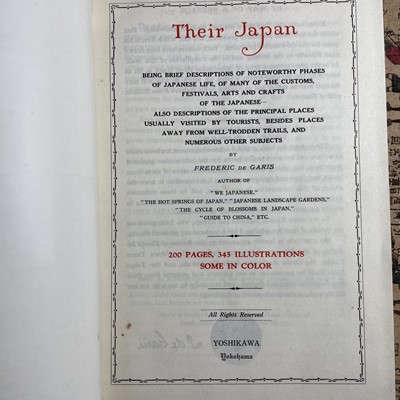 Their Japan
BEING BRIEF DESCRIPTIONS OF NOTEWORTHY PHASES
OF JAPANESE LIFE, OF MANY OF THE CUSTOMS,
FESTIVALS, ARTS AND CRAFTS
OF THE JAPANESE—
ALSO DESCRIPTIONS OF THE PRINCIPAL PLACES
USUALLY VISITED BY TOURISTS, BESIDES PLACES
AWAY FROM WELL-TRODDEN TRAILS, AND
NUMEROUS OTHER SUBJECTS
BY
FREDERIC DE GARIS
AUTHOR OF
"WE JAPANESE,"
"THE HOT SPRINGS OF JAPAN," "JAPANESE LANDSCAPE GARDENS,"
"THE CYCLE OF BLOSSOMS IN JAPAN,"
"GUIDE TO CHINA," ETC.
200 PAGES, 345 ILLUSTRATIONS
SOME IN COLOR
All Rights Reserved
YOSHIKAWA
Yokohama